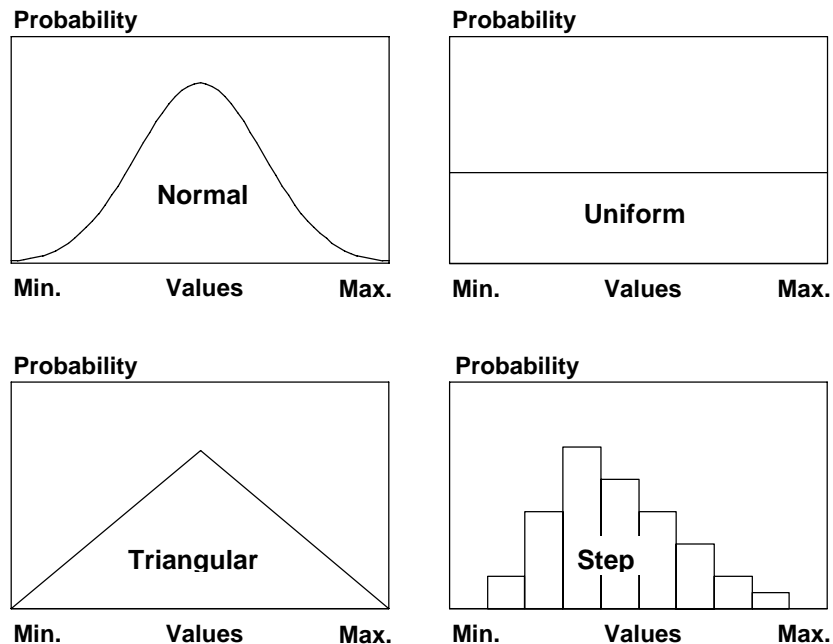 Probability
Normal
Min. Values Max.
Probability
Uniform
Min. Values Max.
Probability
Triangular
Min. Values Max.
Probability
Step
Min. Values Max.